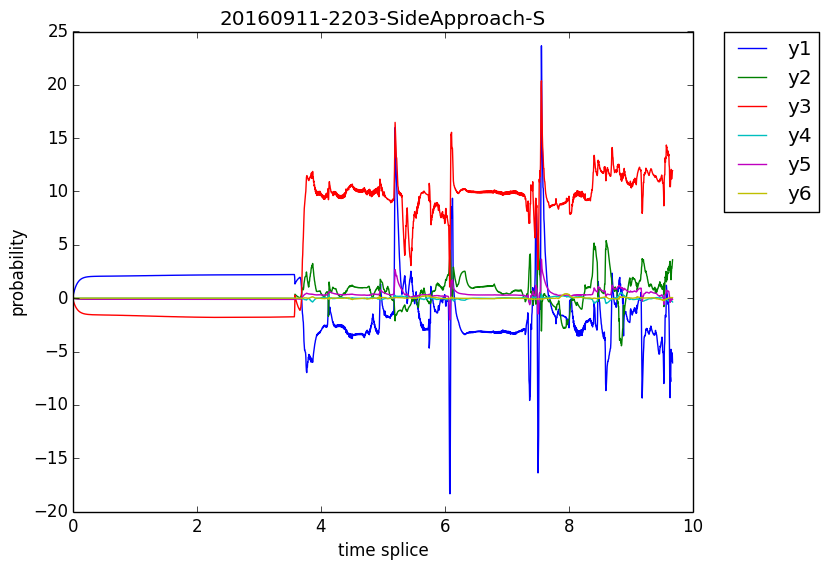 20160911-2203-SideApproach-S
25
20
15
10
5
0
−5
−10
−15
−20
probability
0 2 4 6 8 10
time splice
y1
y2
y3
y4
y5
y6